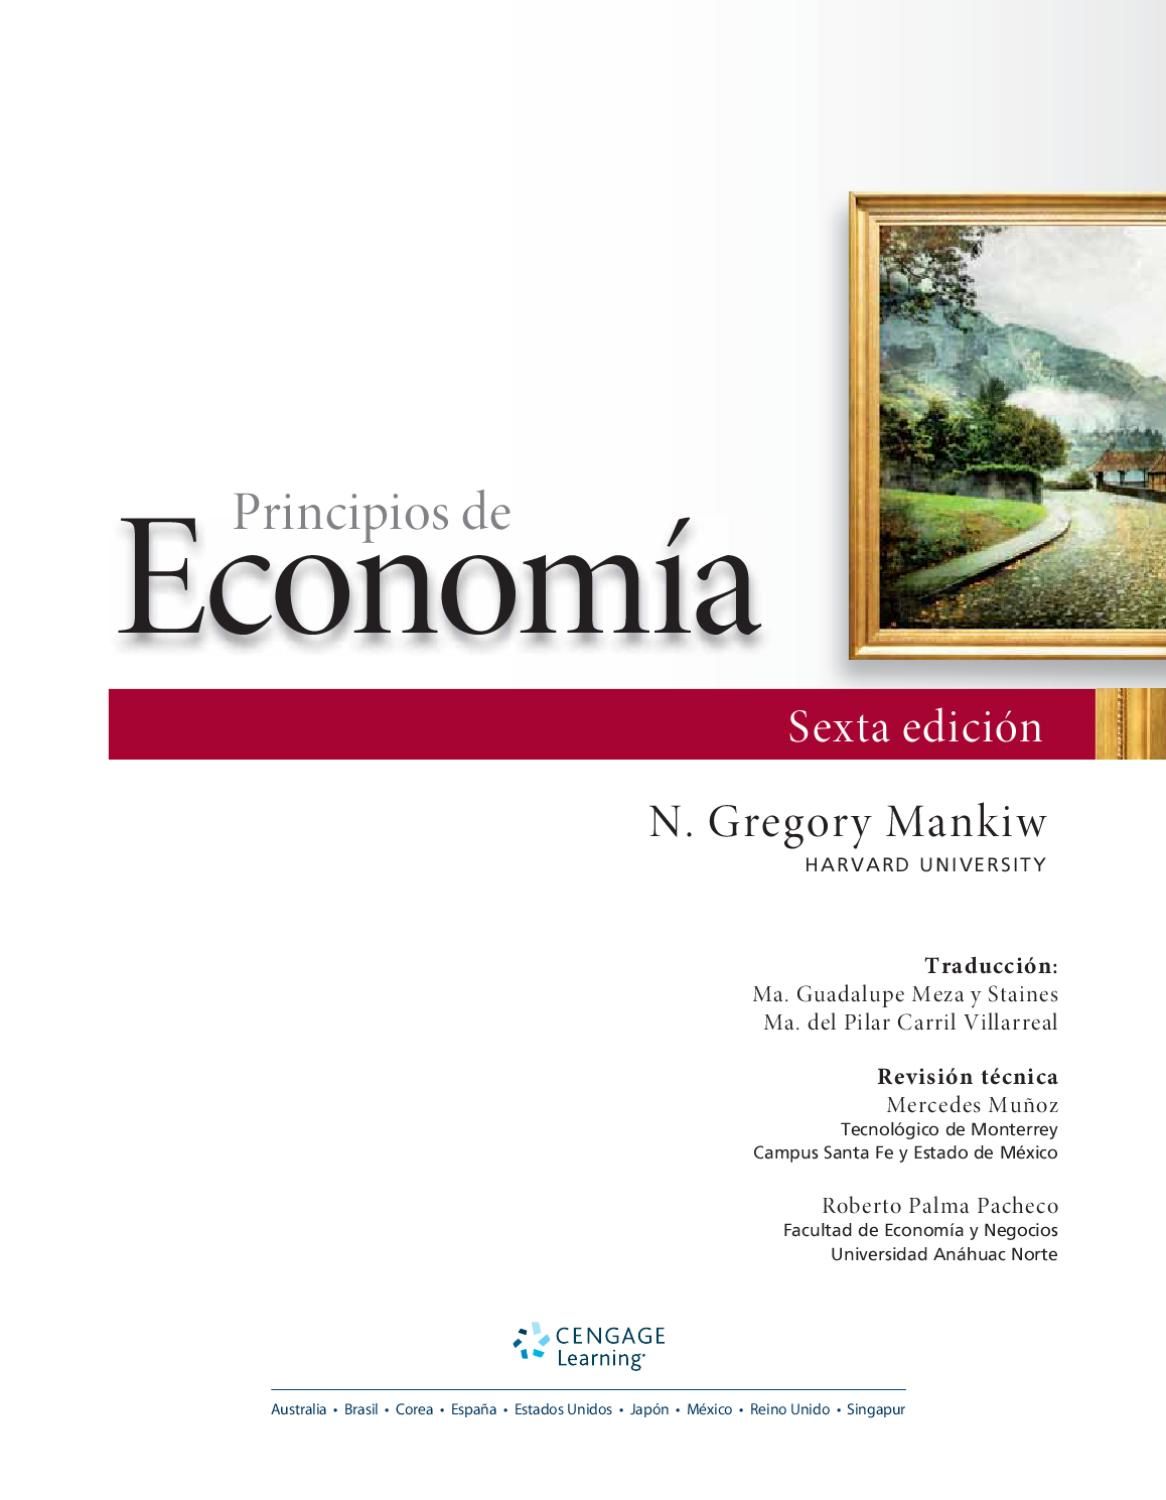 Principios de
Economía
Sexta edición
N. Gregory Mankiw
HARVARD UNIVERSITY
Traducción:
Ma. Guadalupe Meza y Staines
Ma. del Pilar Carril Villarreal
Revisión técnica
Mercedes Muñoz
Tecnológico de Monterrey
Campus Santa Fe y Estado de México
Roberto Palma Pacheco
Facultad de Economía y Negocios
Universidad Anáhuac Norte
CENGAGE
Learning
Australia • Brasil • Corea • España • Estados Unidos • Japón • México • Reino Unido • Singapur